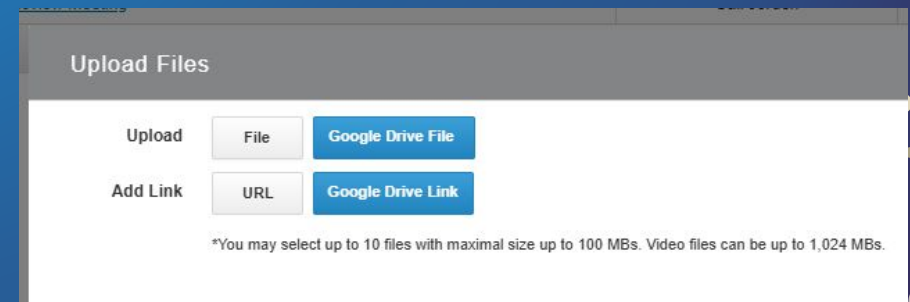 Upload Files
Upload File Google Drive File
Add Link URL Google Drive Link
*You may select up to 10 files with maximal size up to 100 MBs. Video files can be up to 1,024 MBs.